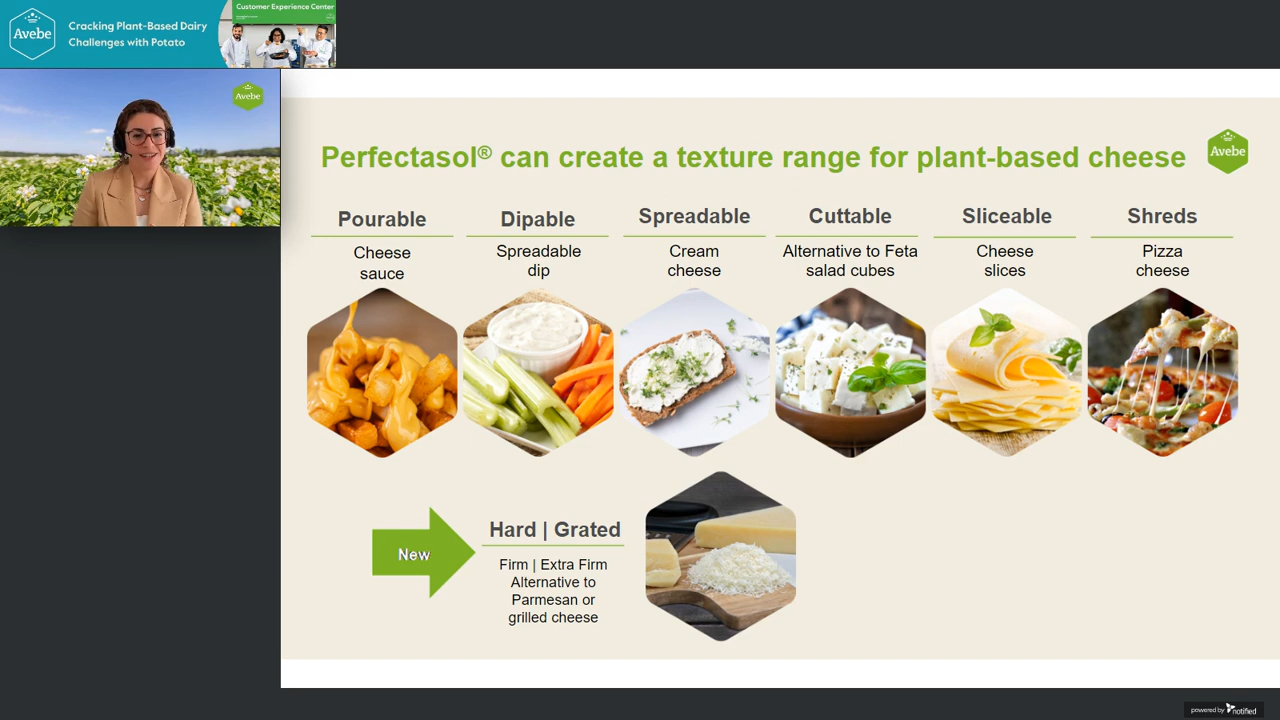 Avebe
Cracking Plant-Based Dairy
Challenges with Potato
Customer Experience Center
Avebe
Perfectasol® can create a texture range for plant-based cheese
Avebe
Pourable
Cheese
sauce
Dipable
Spreadable
dip
Spreadable
Cream
cheese
Cuttable
Alternative to Feta
salad cubes
Sliceable
Cheese
slices
Shreds
Pizza
cheese
New
Hard | Grated
Firm | Extra Firm
Alternative to
Parmesan or
grilled cheese
powered by notified